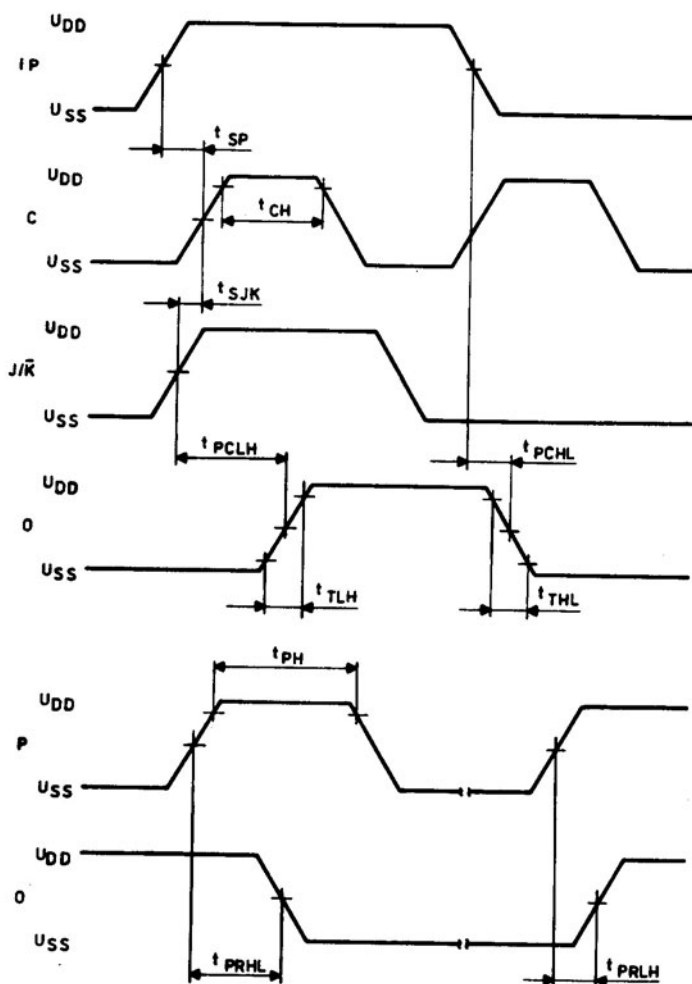 UDD
IP
USS
tSP
UDD
tCH
C
USS
tSJK
UDD
J/K̄
USS
tPCLH
tPCHL
UDD
O
USS
tTLH
tTHL
tPH
UDD
P
USS
UDD
O
USS
tPRHL
tPRLH